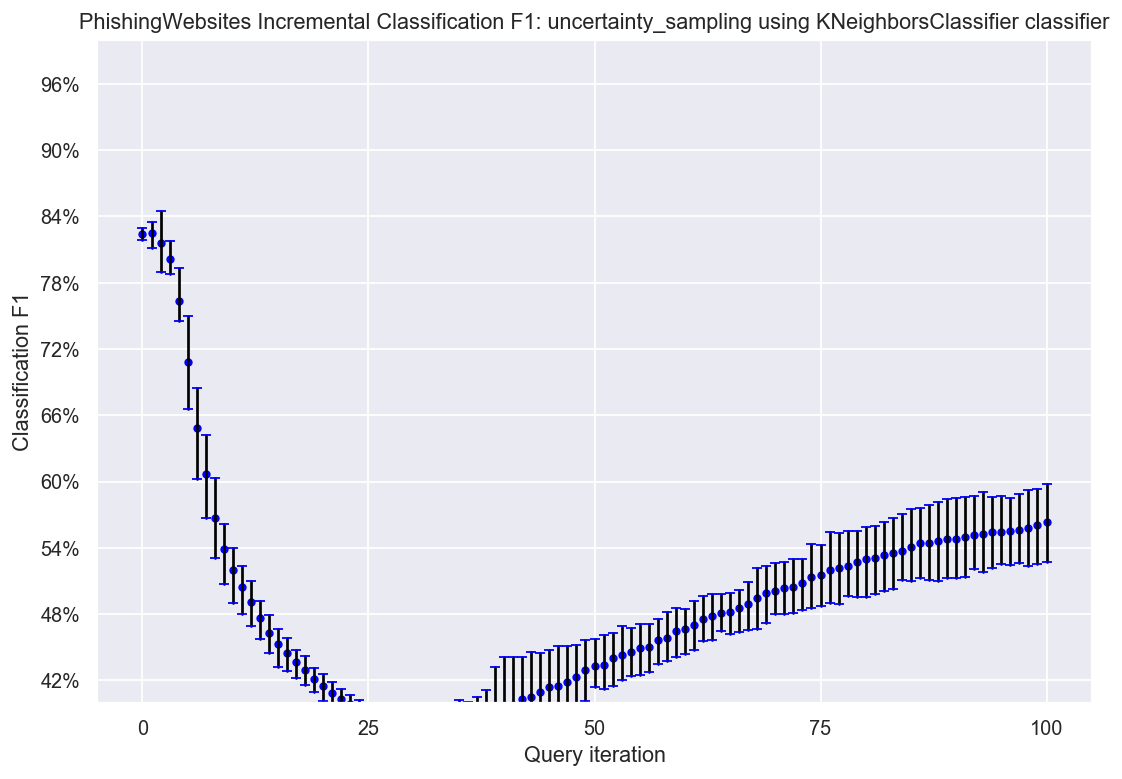 PhishingWebsites Incremental Classification F1: uncertainty_sampling using KNeighborsClassifier classifier
96%
90%
84%
78%
72%
66%
60%
54%
48%
42%
Classification F1
0 25 50 75 100
Query iteration